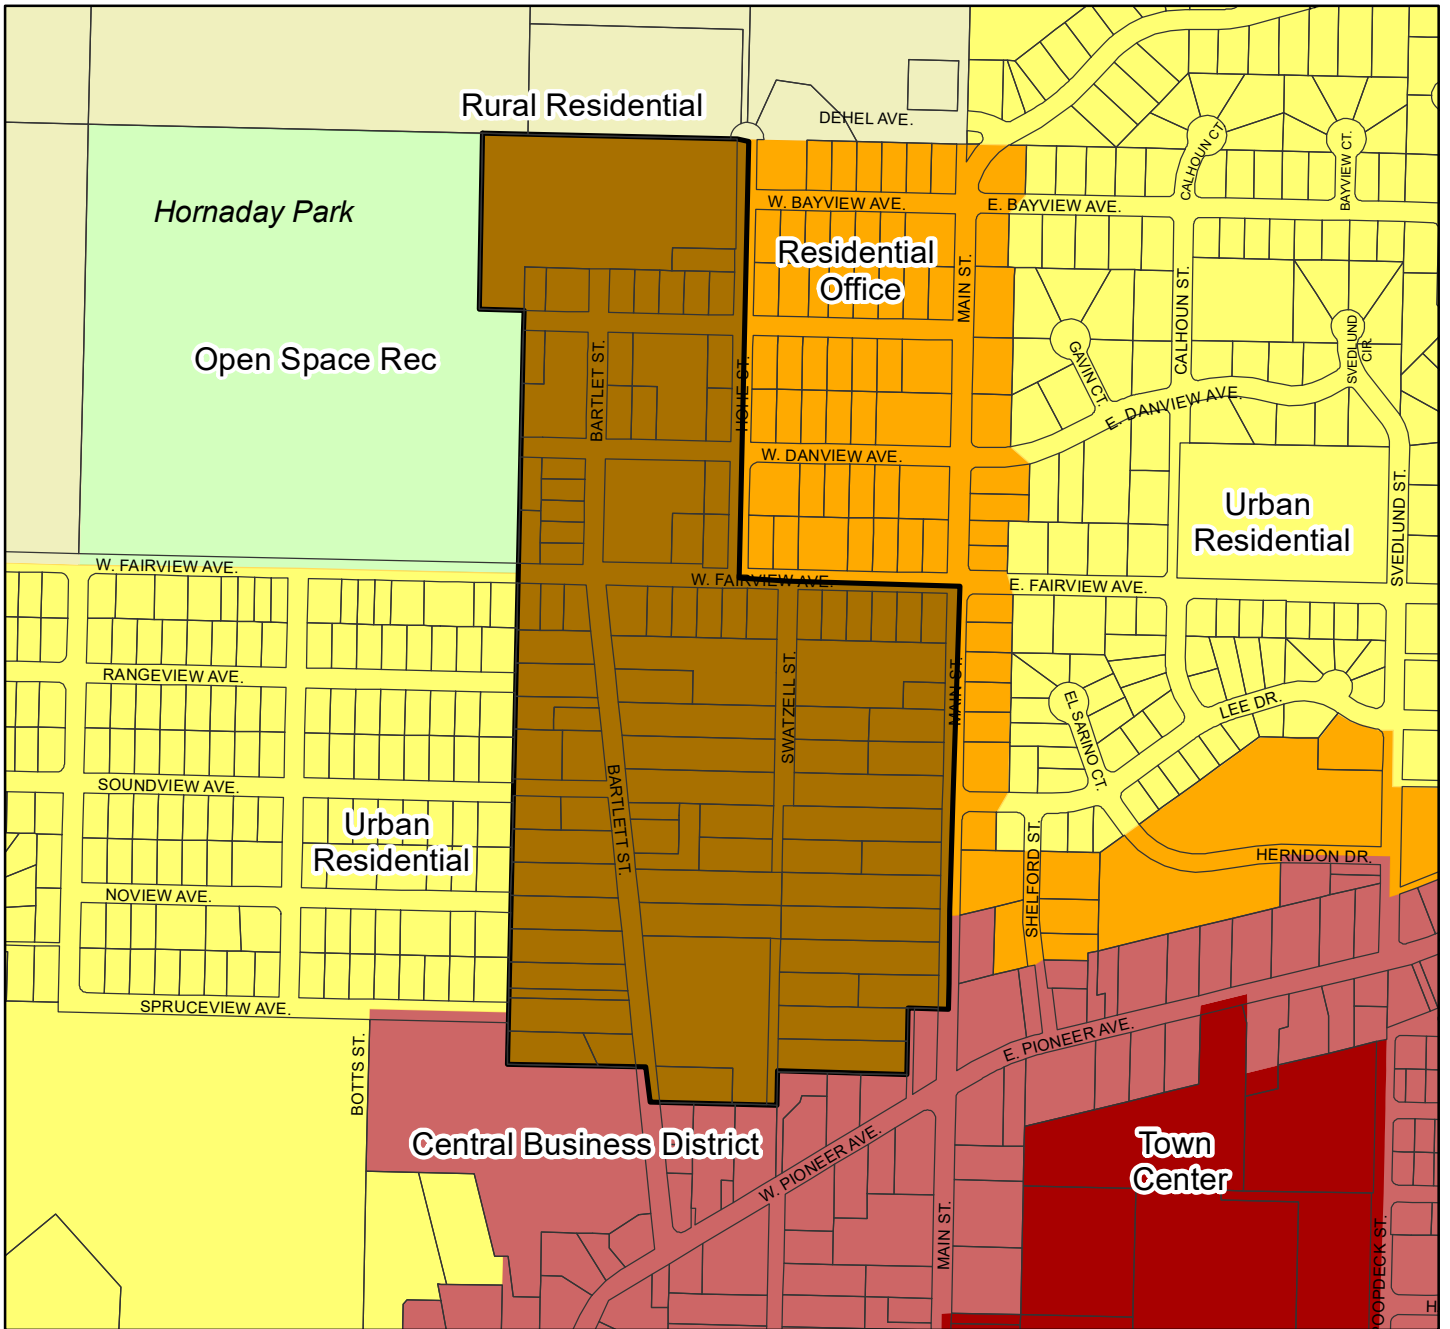 Rural Residential
DEHEL AVE.
CALHOUN CT
BAYVIEW CT.
Hornaday Park
W. BAYVIEW AVE.
E. BAYVIEW AVE.
Residential
Office
MAIN ST.
CALHOUN ST.
SVEDLUND
CIR.
Open Space Rec
BARTLET ST.
HOHE ST.
GAVIN CT.
E. DANVIEW AVE.
W. DANVIEW AVE.
Urban
Residential
SVEDLUND ST.
W. FAIRVIEW AVE.
W. FAIRVIEW AVE.
E. FAIRVIEW AVE.
RANGEVIEW AVE.
SWATZELL ST.
MAIN ST.
EL SARINO CT.
LEE DR.
SOUNDVIEW AVE.
BARTLETT ST.
Urban
Residential
SHELFORD ST.
HERNDON DR.
NOVIEW AVE.
SPRUCEVIEW AVE.
BOTTS ST.
E. PIONEER AVE.
Central Business District
W. PIONEER AVE.
Town
Center
MAIN ST.
OOPDECK ST.
H